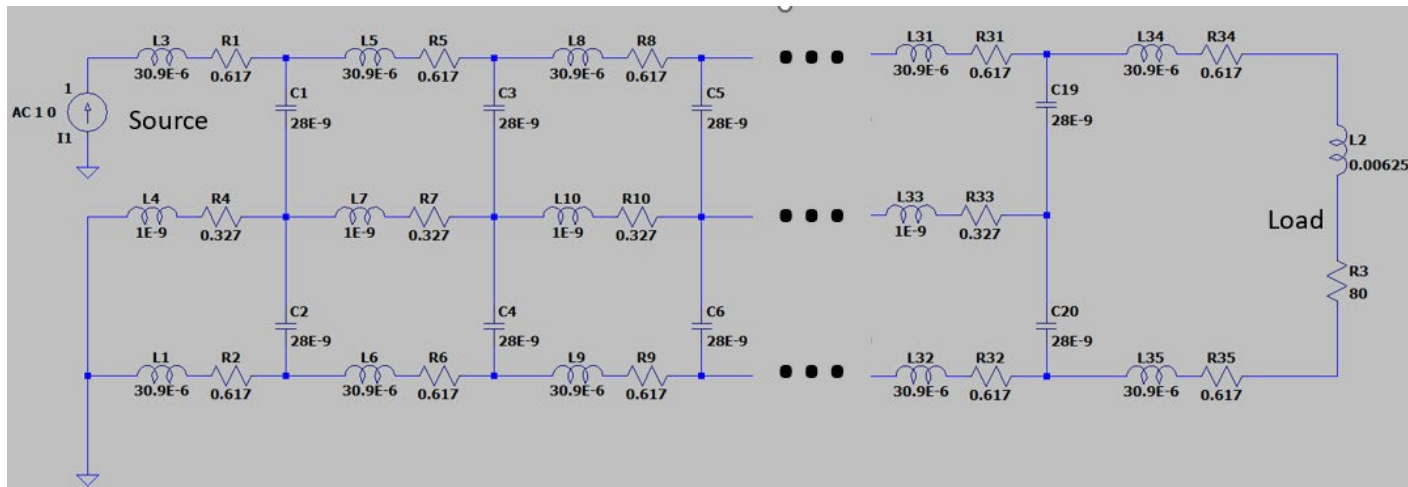 L3
R1
30.9E-6
0.617
L5
R5
30.9E-6
0.617
L8
R8
30.9E-6
0.617
L31
R31
30.9E-6
0.617
L34
R34
30.9E-6
0.617
1
AC 1 0
I1
Source
C1
28E-9
C3
28E-9
C5
28E-9
C19
28E-9
L2
0.00625
L4
R4
1E-9
0.327
L7
R7
1E-9
0.327
L10
R10
1E-9
0.327
L33
R33
1E-9
0.327
Load
R3
80
C2
28E-9
C4
28E-9
C6
28E-9
C20
28E-9
L1
R2
30.9E-6
0.617
L6
R6
30.9E-6
0.617
L9
R9
30.9E-6
0.617
L32
R32
30.9E-6
0.617
L35
R35
30.9E-6
0.617